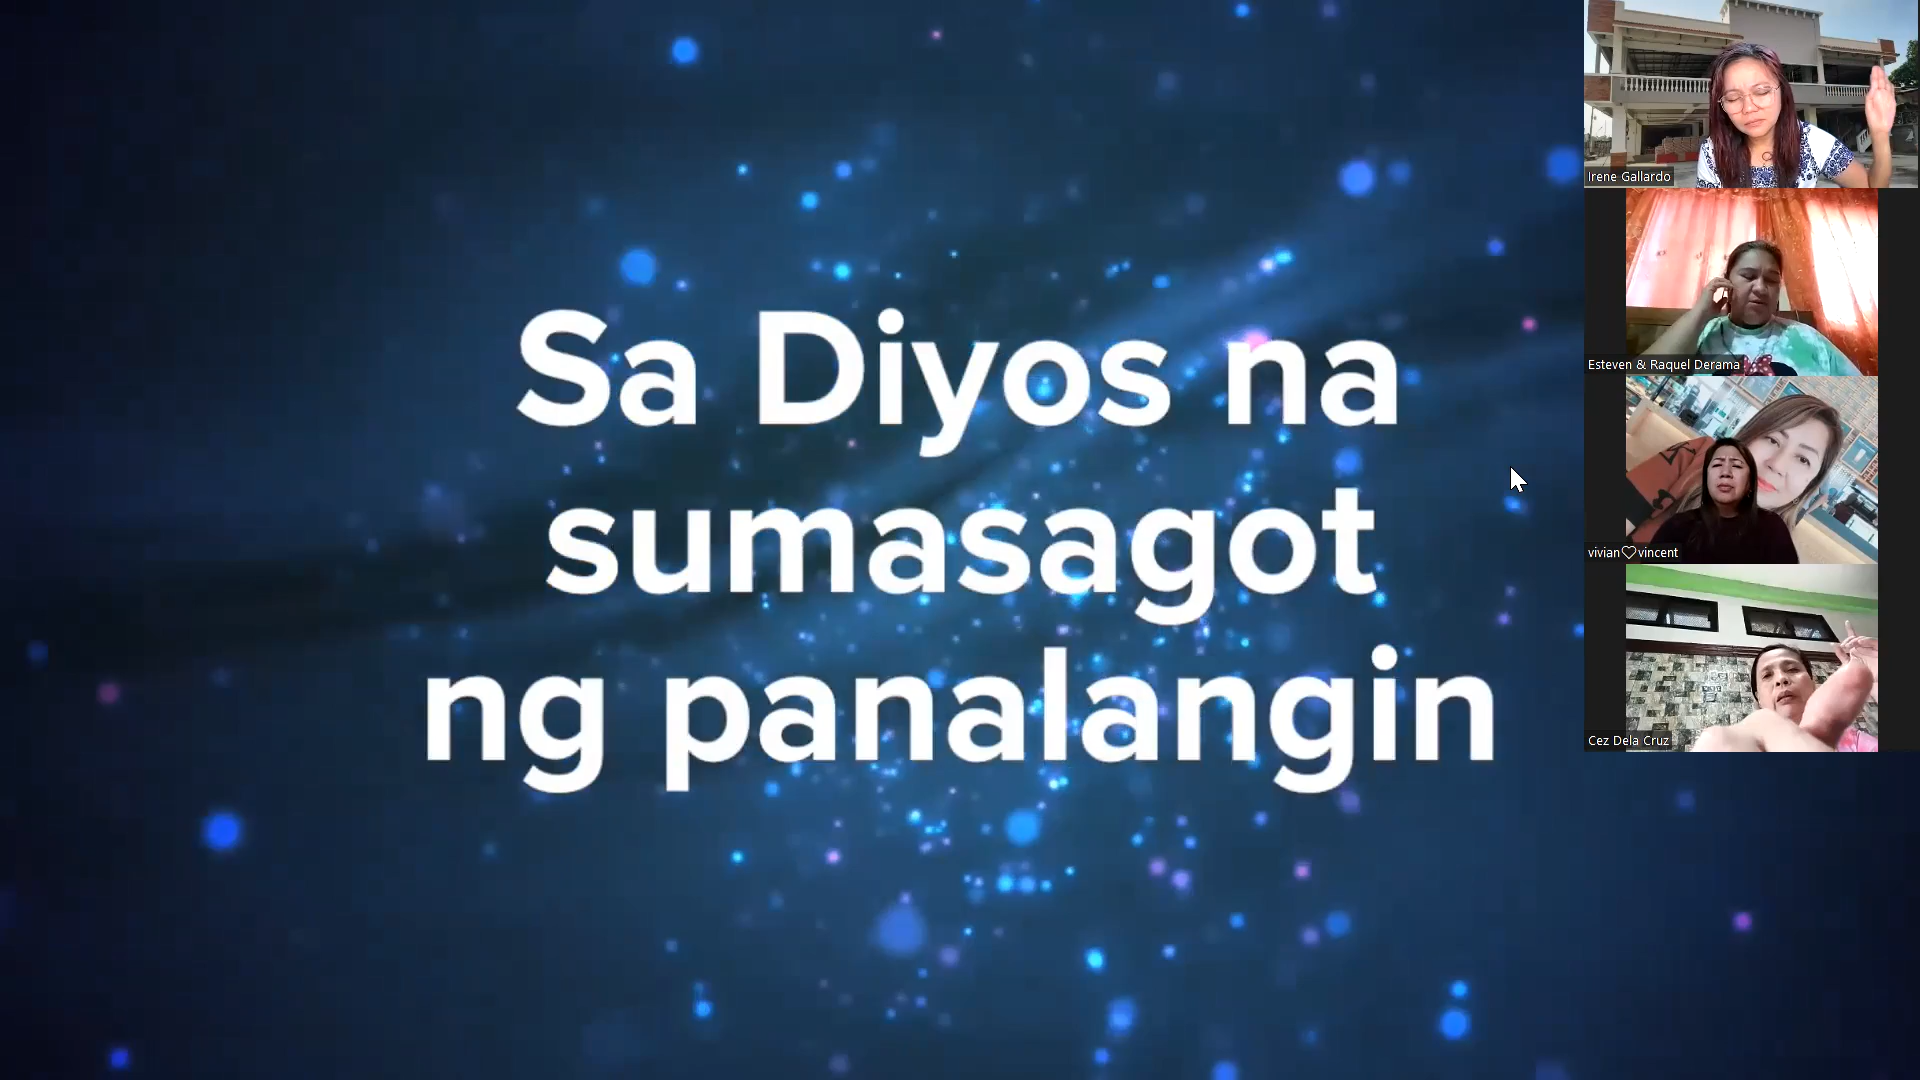 Sa Diyos na
sumasagot
ng panalangin
Irene Gallardo
Esteven & Raquel Derama
vivian♡vincent
Cez Dela Cruz